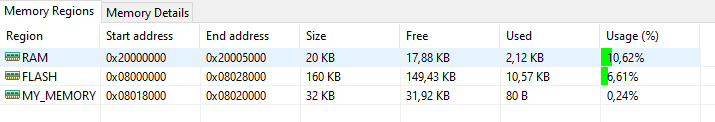 Memory Regions Memory Details
Region Start address End address Size Free Used Usage (%)
RAM 0x20000000 0x20005000 20 KB 17,88 KB 2,12 KB 10,62%
FLASH 0x08000000 0x08028000 160 KB 149,43 KB 10,57 KB 6,61%
MY_MEMORY 0x08018000 0x08020000 32 KB 31,92 KB 80 B 0,24%